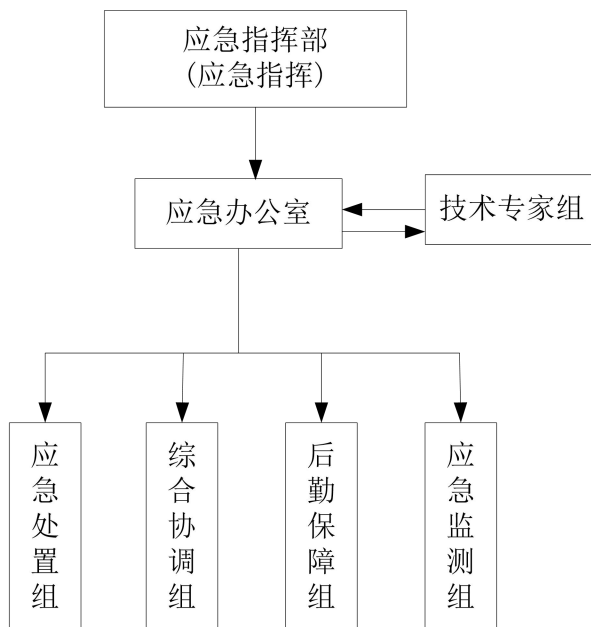 应急指挥部
(应急指挥)
应急办公室
技术专家组
应急处置组
综合协调组
后勤保障组
应急监测组